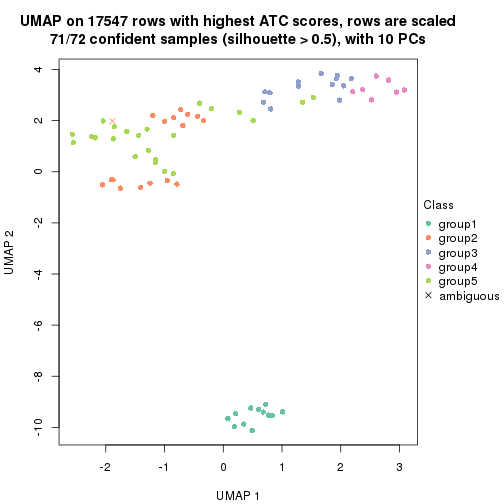 UMAP on 17547 rows with highest ATC scores, rows are scaled
71/72 confident samples (silhouette > 0.5), with 10 PCs
4
2
0
-2
-4
-6
-8
-10
UMAP 2
-2
-1
0
1
2
3
UMAP 1
Class
group1
group2
group3
group4
group5
ambiguous